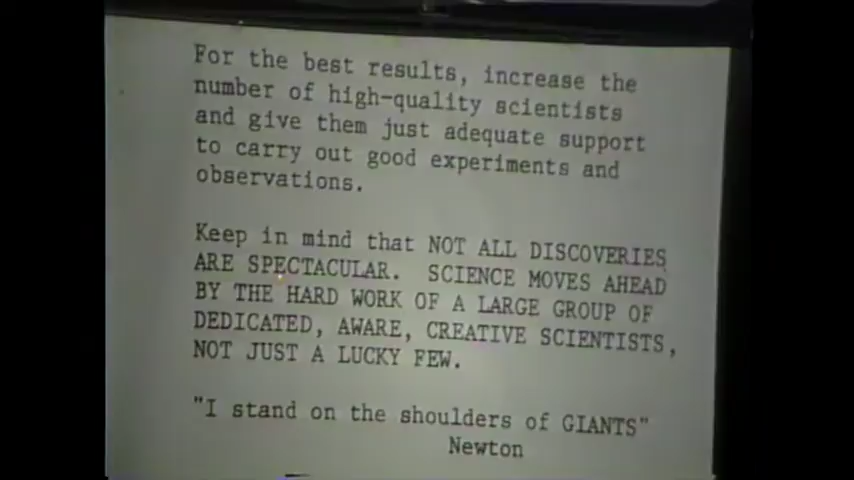 For the best results, increase the
number of high-quality scientists
and give them just adequate support
to carry out good experiments and
observations.
Keep in mind that NOT ALL DISCOVERIES
ARE SPECTACULAR. SCIENCE MOVES AHEAD
BY THE HARD WORK OF A LARGE GROUP OF
DEDICATED, AWARE, CREATIVE SCIENTISTS,
NOT JUST A LUCKY FEW.
"I stand on the shoulders of GIANTS"
Newton